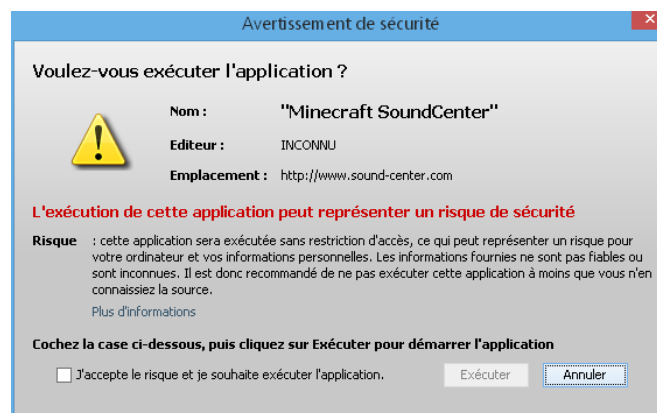 Avertissement de sécurité
Voulez-vous exécuter l'application ?
Nom : "Minecraft SoundCenter"
Editeur : INCONNU
Emplacement : http://www.sound-center.com
L'exécution de cette application peut représenter un risque de sécurité
Risque : cette application sera exécutée sans restriction d'accès, ce qui peut représenter un risque pour
votre ordinateur et vos informations personnelles. Les informations fournies ne sont pas fiables ou
sont inconnues. Il est donc recommandé de ne pas exécuter cette application à moins que vous n'en
connaissiez la source.
Plus d'informations
Cochez la case ci-dessous, puis cliquez sur Exécuter pour démarrer l'application
J'accepte le risque et je souhaite exécuter l'application. Exécuter Annuler